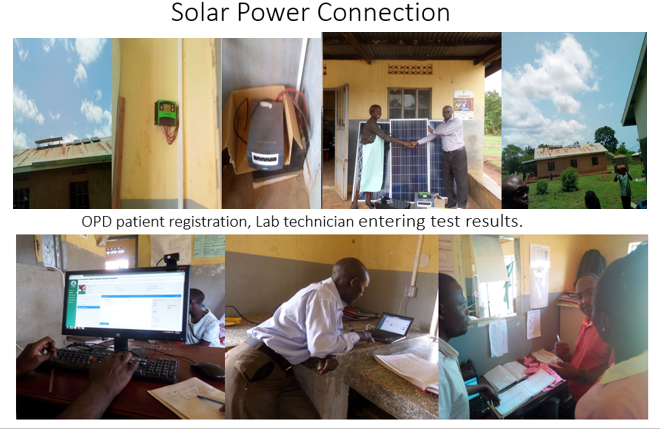 Solar Power Connection
OPD patient registration, Lab technician entering test results.